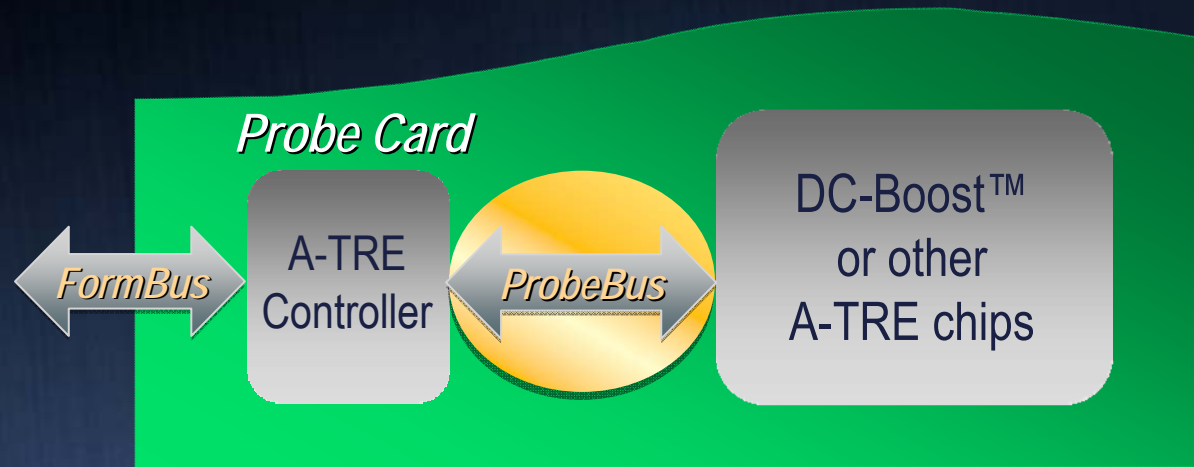 Probe Card
FormBus
A-TRE
Controller
ProbeBus
DC-Boost™
or other
A-TRE chips